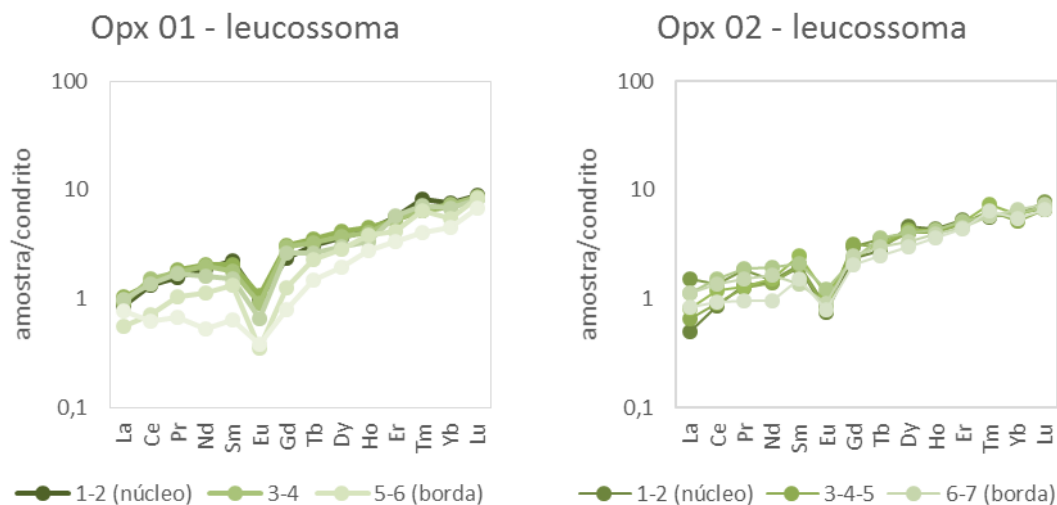 Opx 01 - leucossoma
amostra/condrito
100
10
1
0,1
La Ce Pr Nd Sm Eu Gd Tb Dy Ho Er Tm Yb Lu
1-2 (núcleo) 3-4 5-6 (borda)
Opx 02 - leucossoma
amostra/condrito
100
10
1
0,1
La Ce Pr Nd Sm Eu Gd Tb Dy Ho Er Tm Yb Lu
1-2 (núcleo) 3-4-5 6-7 (borda)